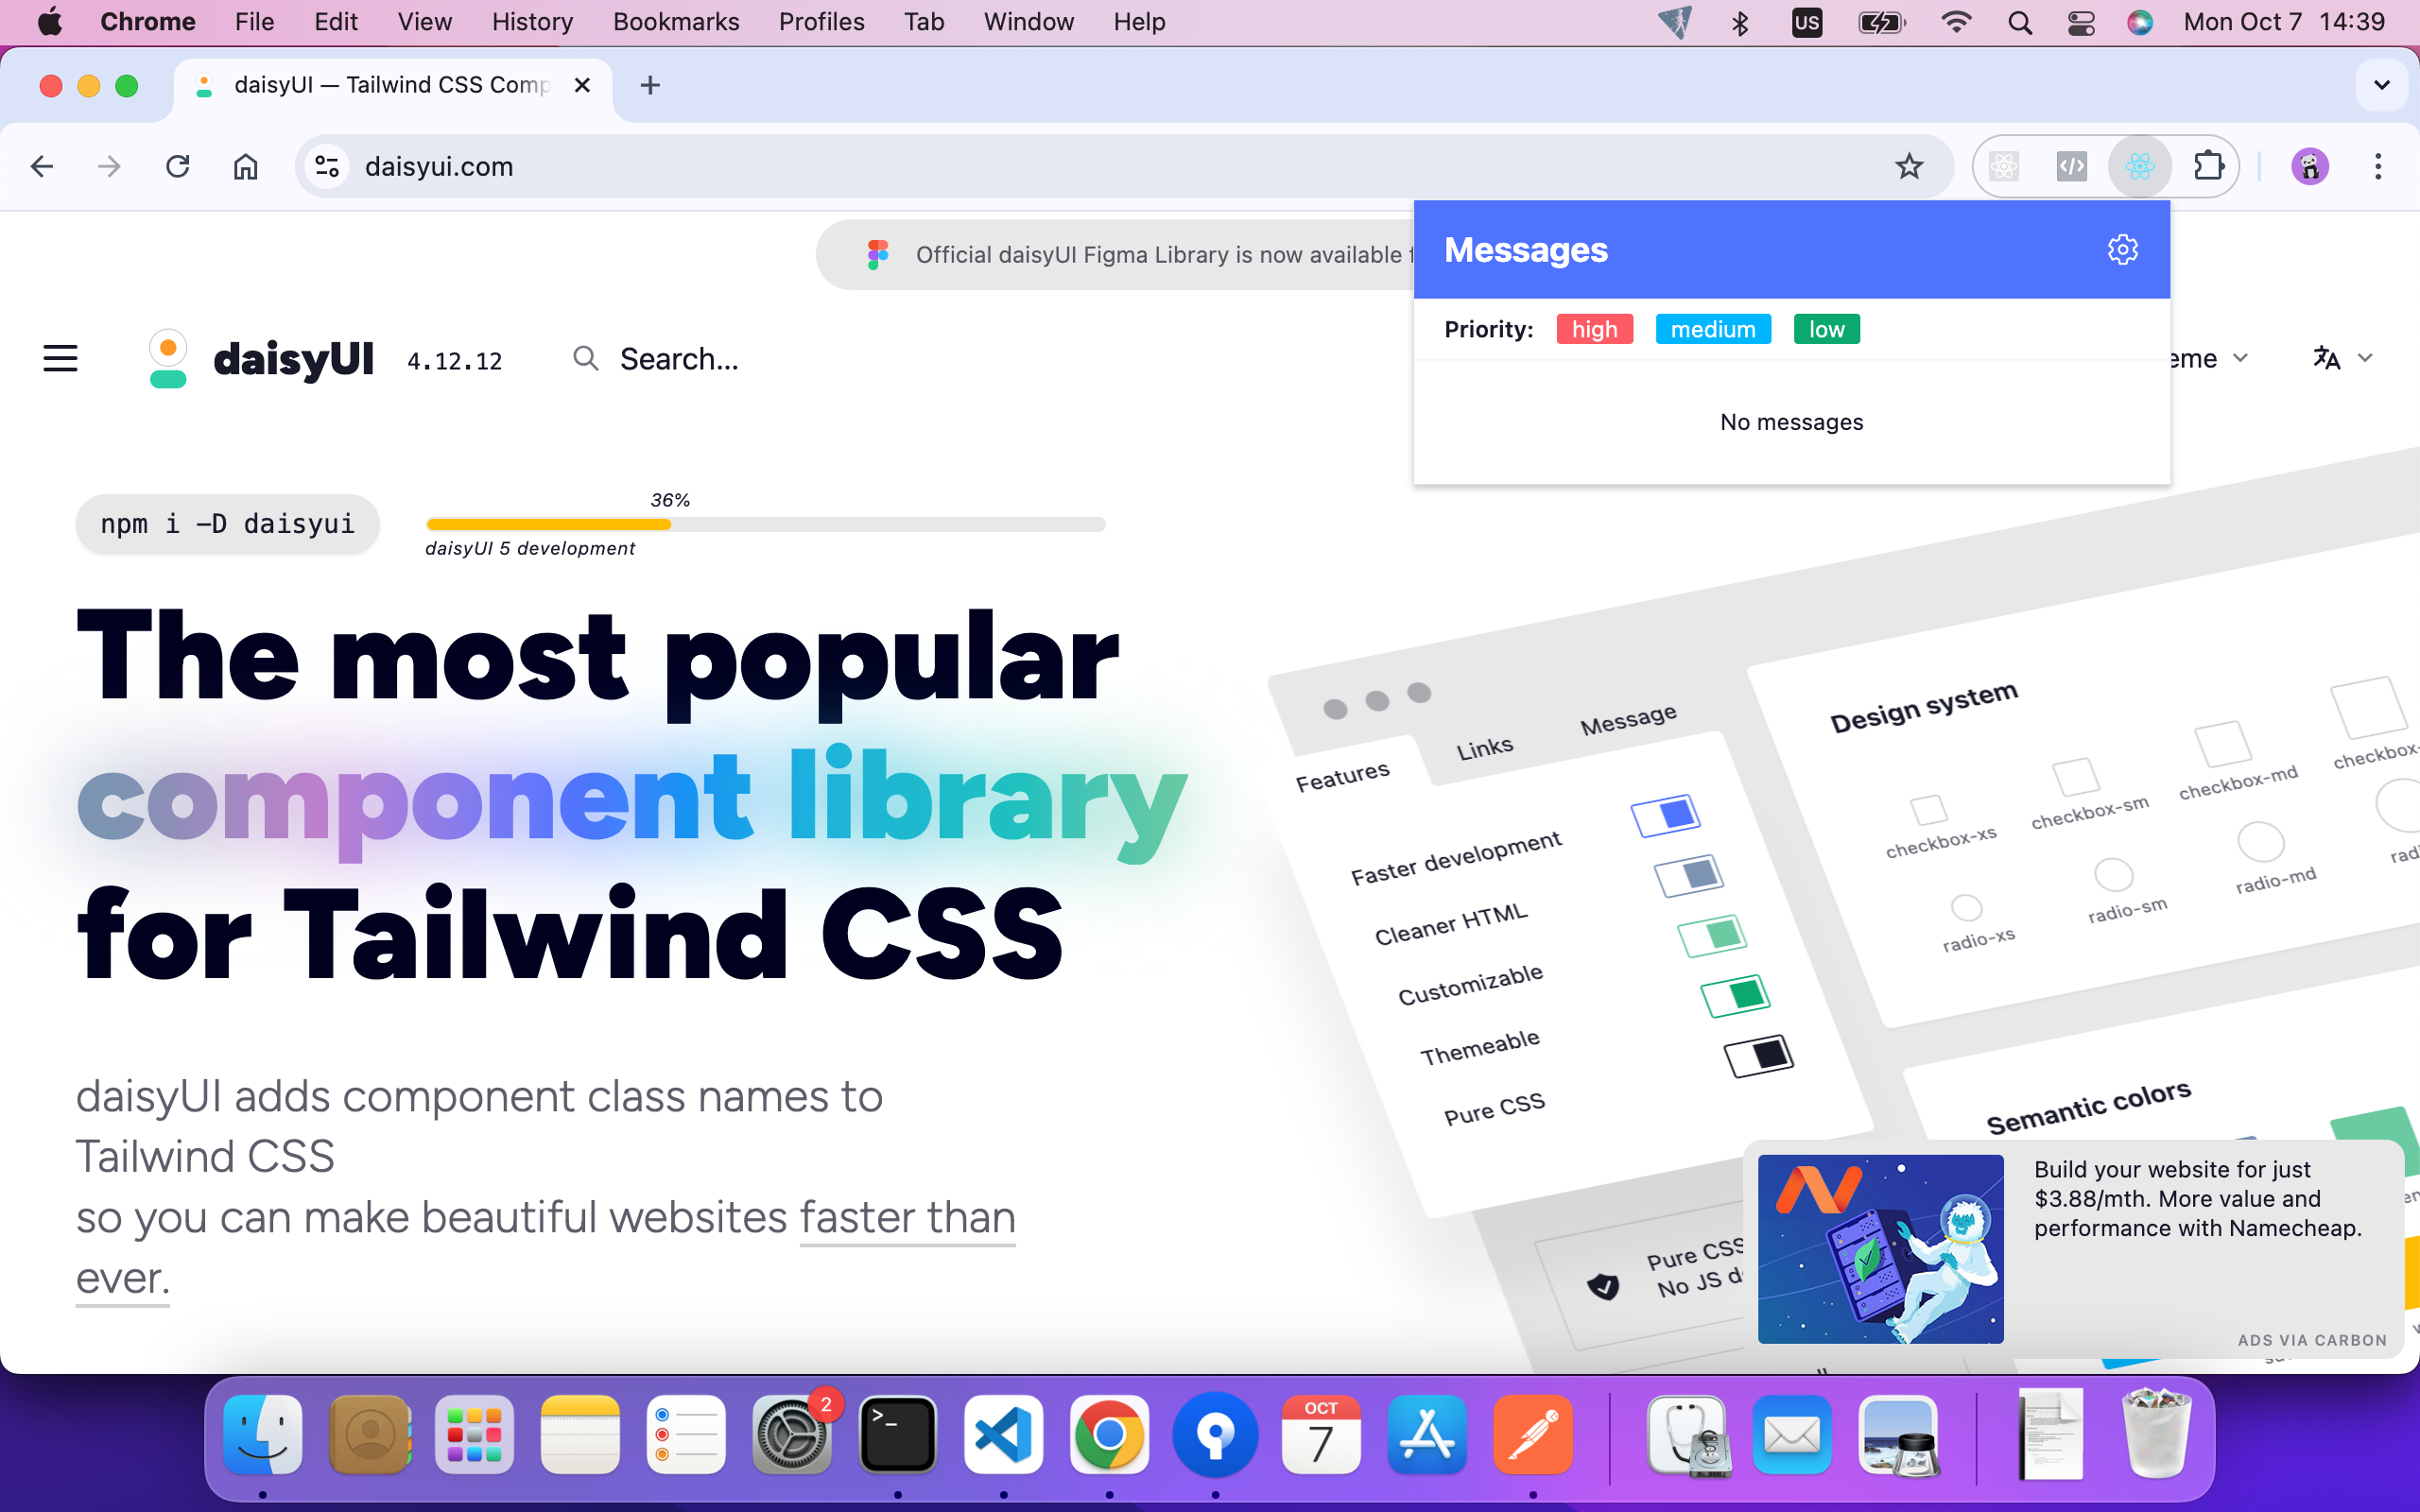 Chrome File Edit View History Bookmarks Profiles Tab Window Help US Mon Oct 7 14:39
daisyUI — Tailwind CSS Comp
daisyui.com
Official daisyUI Figma Library is now available
Messages
Priority: high medium low
No messages
daisyUI 4.12.12 Search...
eme
npm i -D daisyui
36%
daisyUI 5 development
The most popular
component library
for Tailwind CSS
daisyUI adds component class names to
Tailwind CSS
so you can make beautiful websites faster than
ever.
Features Links Message
Faster development
Cleaner HTML
Customizable
Themeable
Pure CSS
Design system
checkbox-xs checkbox-sm checkbox-md checkbox-
radio-xs radio-sm radio-md
Semantic colors
Pure CSS
No JS
Build your website for just
$3.88/mth. More value and
performance with Namecheap.
ADS VIA CARBON
2
OCT
7